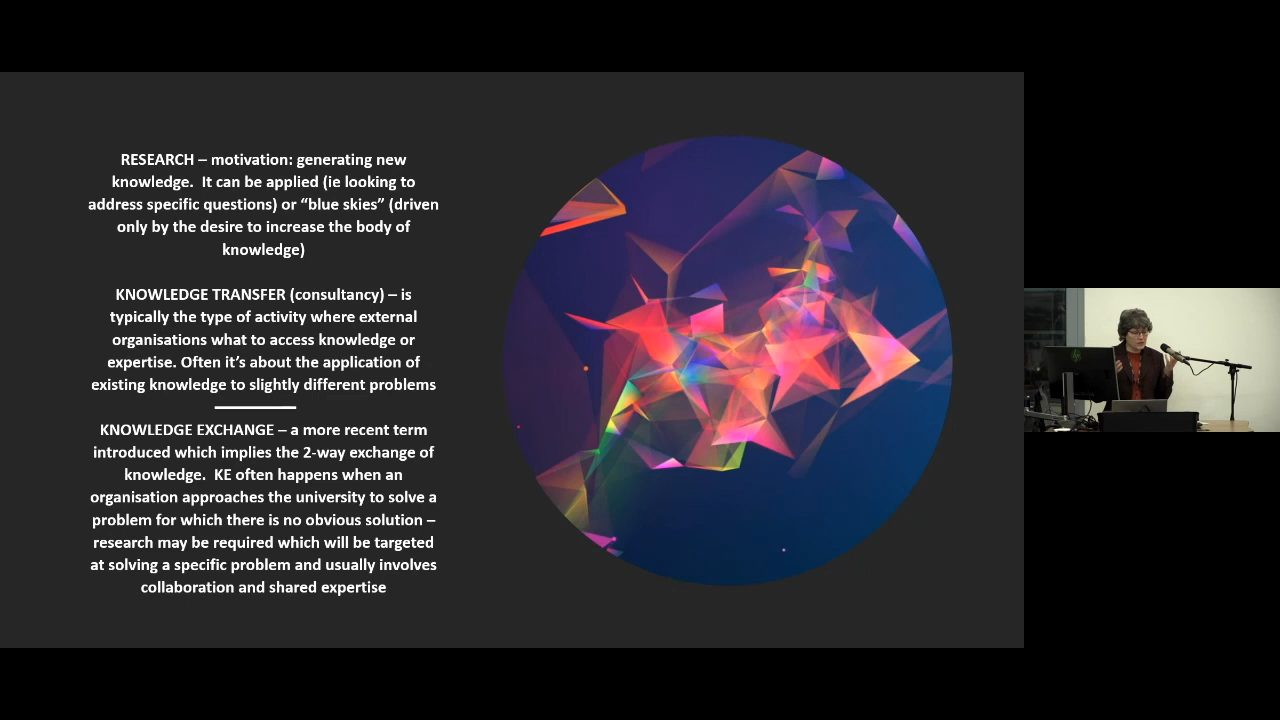 RESEARCH – motivation: generating new
knowledge.  It can be applied (ie looking to
address specific questions) or “blue skies” (driven
only by the desire to increase the body of
knowledge)
KNOWLEDGE TRANSFER (consultancy) – is
typically the type of activity where external
organisations what to access knowledge or
expertise. Often it’s about the application of
existing knowledge to slightly different problems
KNOWLEDGE EXCHANGE – a more recent term
introduced which implies the 2-way exchange of
knowledge.  KE often happens when an
organisation approaches the university to solve a
problem for which there is no obvious solution –
research may be required which will be targeted
at solving a specific problem and usually involves
collaboration and shared expertise